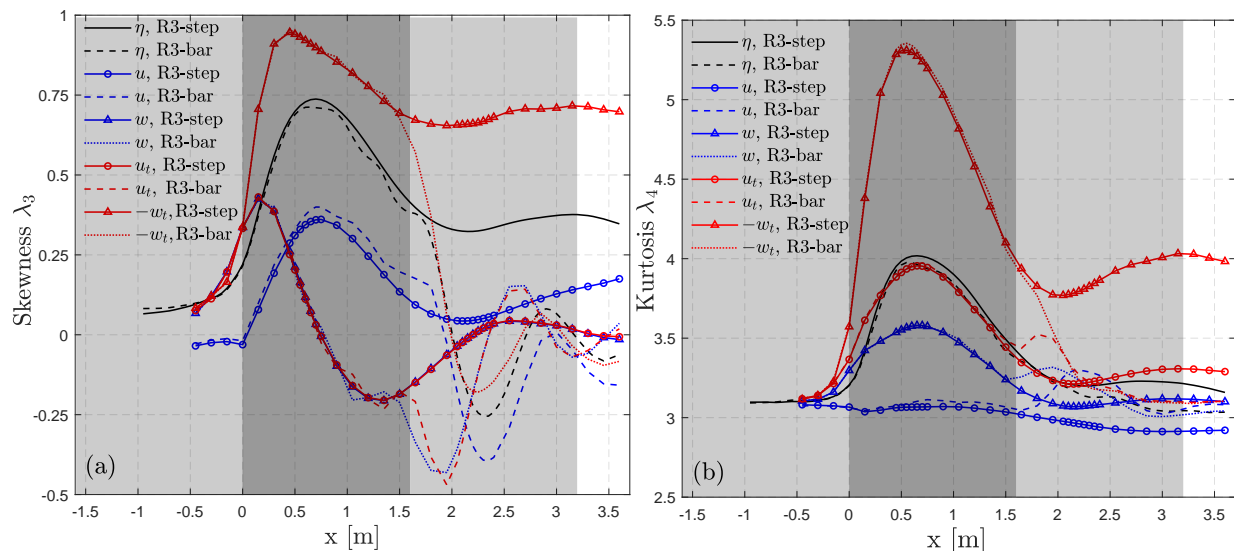 1
0.75
0.5
0.25
0
-0.25
-0.5
Skewness λ₃
η, R3-step
η, R3-bar
u, R3-step
u, R3-bar
w, R3-step
w, R3-bar
uₜ, R3-step
uₜ, R3-bar
−wₜ, R3-step
−wₜ, R3-bar
(a)
-1.5 -1 -0.5 0 0.5 1 1.5 2 2.5 3 3.5
x [m]
5.5
5
4.5
4
3.5
3
2.5
Kurtosis λ₄
η, R3-step
η, R3-bar
u, R3-step
u, R3-bar
w, R3-step
w, R3-bar
uₜ, R3-step
uₜ, R3-bar
−wₜ, R3-step
−wₜ, R3-bar
(b)
-1.5 -1 -0.5 0 0.5 1 1.5 2 2.5 3 3.5
x [m]